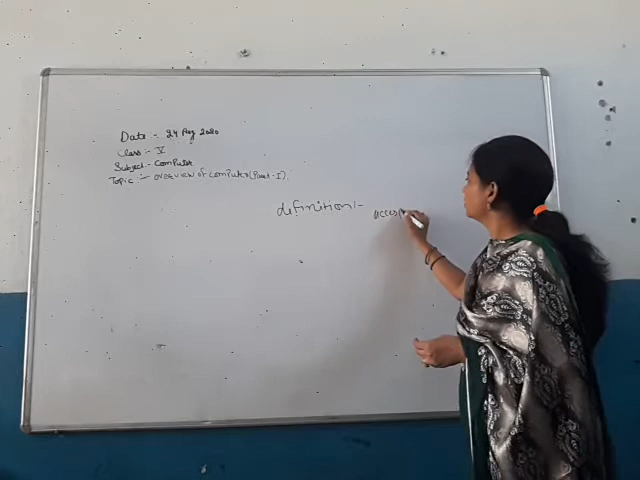 Date :- 24 Aug 2020
Class :- V
Subject :- Computer
Topic :- overview of computer (Part-I).
definition :-